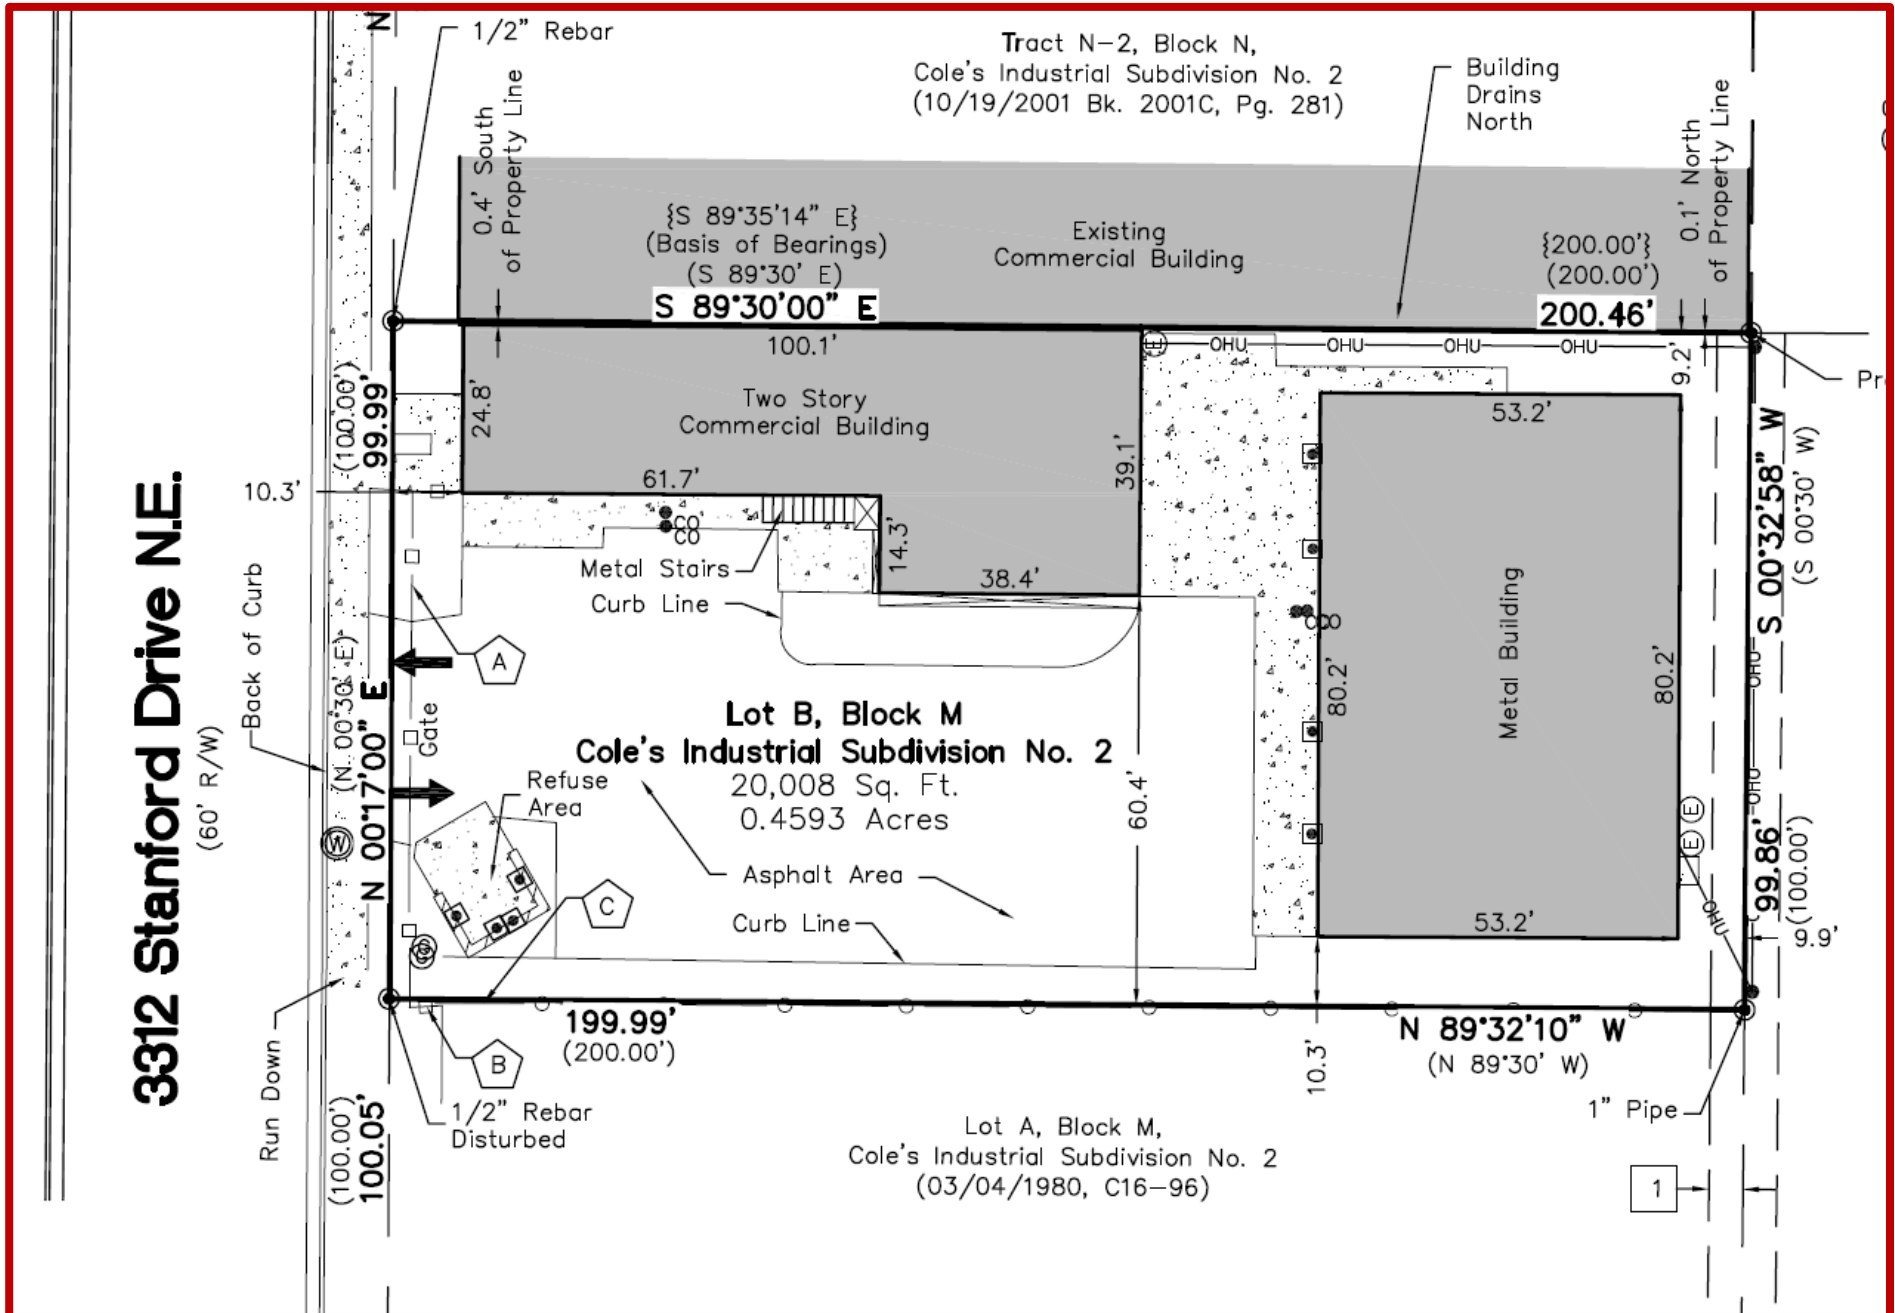 N
1/2" Rebar
0.4' South
of Property Line
Tract N-2, Block N,
Cole's Industrial Subdivision No. 2
(10/19/2001 Bk. 2001C, Pg. 281)
Building
Drains
North
0.1' North
of Property Line
{S 89°35'14" E}
(Basis of Bearings)
(S 89°30' E)
S 89°30'00" E
Existing
Commercial Building
{200.00'}
(200.00')
200.46'
100.1'
Two Story
Commercial Building
24.8'
61.7'
39.1'
14.3'
38.4'
E
OHU
OHU
OHU
OHU
9.2'
53.2'
(100.00')
99.99'
10.3'
CO
CO
Metal Stairs
Curb Line
A
3312 Stanford Drive N.E.
(60' R/W)
Back of Curb
(N 00°30' E)
N 00°17'00" E
Gate
Lot B, Block M
Cole's Industrial Subdivision No. 2
20,008 Sq. Ft.
0.4593 Acres
Refuse
Area
W
Asphalt Area
Curb Line
C
60.4'
80.2'
Metal Building
80.2'
53.2'
S 00°32'58" W
(S 00°30' W)
OHU
OHU
OHU
E
E
E
99.86'
(100.00')
9.9'
199.99'
(200.00')
N 89°32'10" W
(N 89°30' W)
10.3'
B
1/2" Rebar
Disturbed
Run Down
(100.00')
100.05'
Lot A, Block M,
Cole's Industrial Subdivision No. 2
(03/04/1980, C16-96)
1" Pipe
1